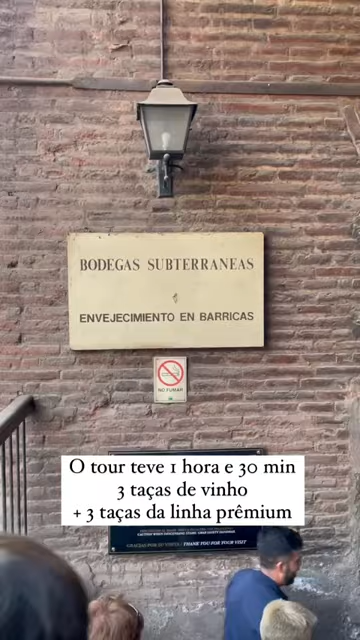 BODEGAS SUBTERRANEAS
Y
ENVEJECIMIENTO EN BARRICAS
NO FUMAR
O tour teve 1 hora e 30 min
3 taças de vinho
+ 3 taças da linha prêmium
GRACIAS POR SU VISITA / THANK YOU FOR YOUR VISIT